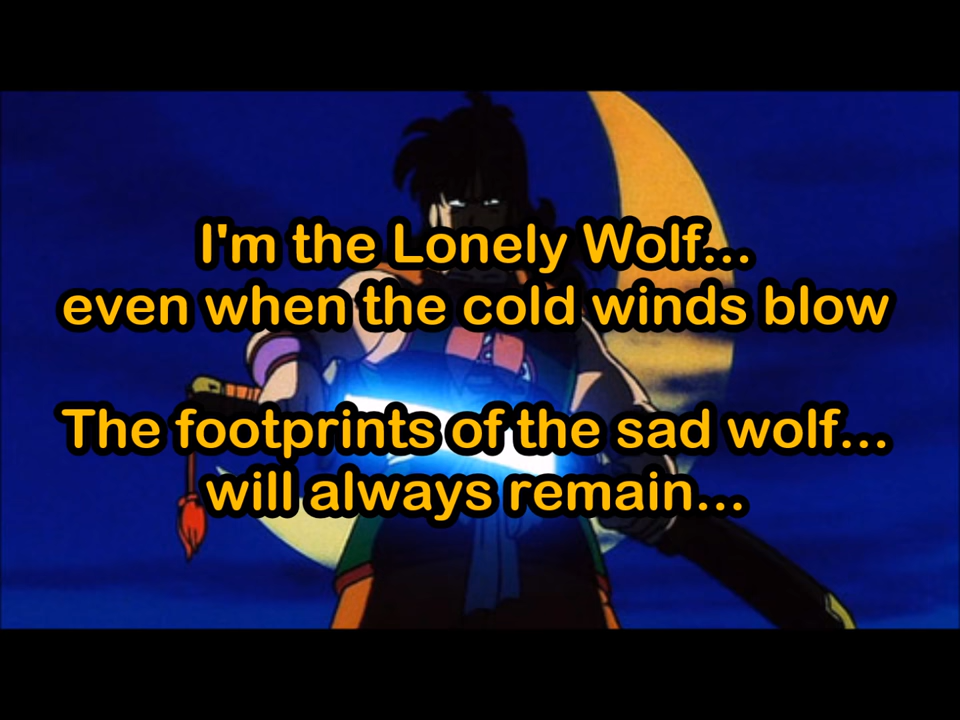 I'm the Lonely Wolf...
even when the cold winds blow
The footprints of the sad wolf...
will always remain...